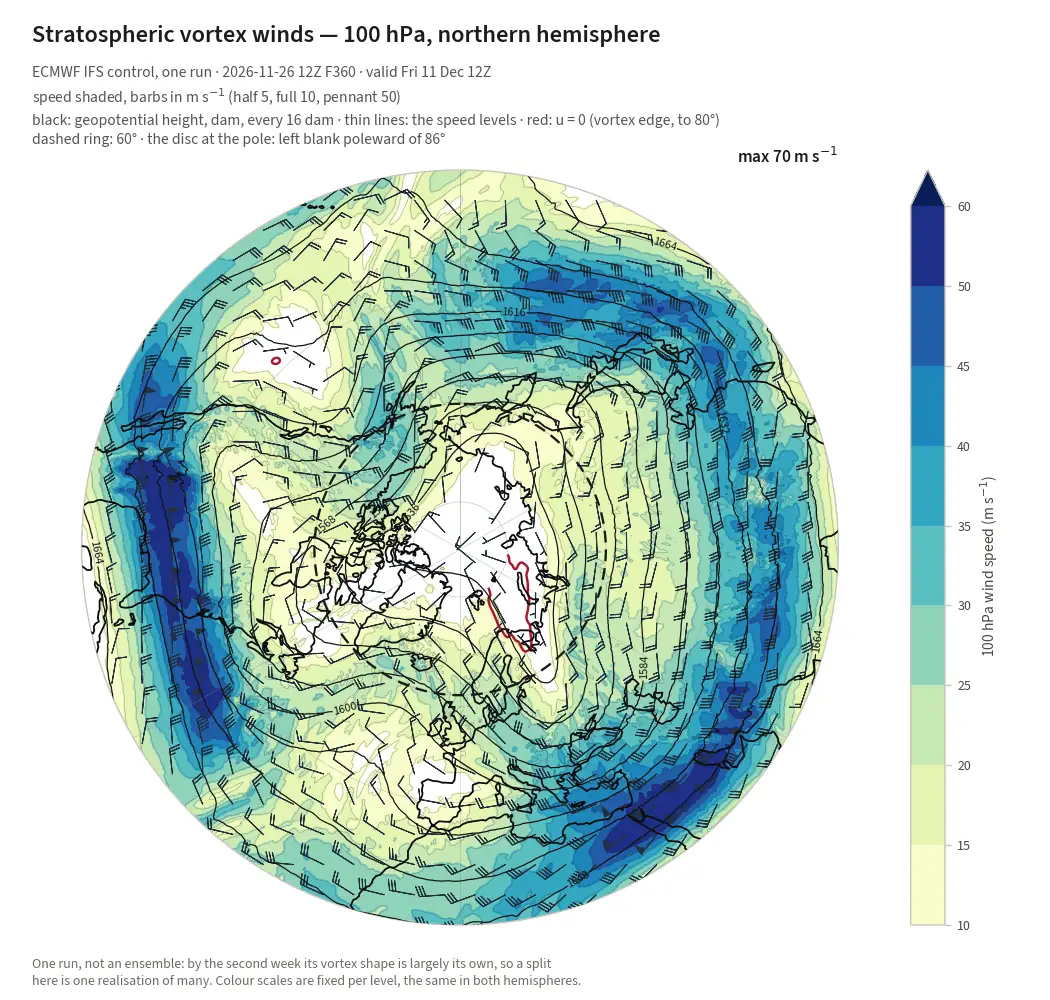 Stratospheric vortex winds — 100 hPa, northern hemisphere
ECMWF IFS control, one run · 2026-11-26 12Z F360 · valid Fri 11 Dec 12Z
speed shaded, barbs in m s⁻¹ (half 5, full 10, pennant 50)
black: geopotential height, dam, every 16 dam · thin lines: the speed levels · red: u = 0 (vortex edge, to 80°)
dashed ring: 60° · the disc at the pole: left blank poleward of 86°
max 70 m s⁻¹
1664
1616
1632
1568
1664
1584
1664
1600
60
50
45
40
35
30
25
20
15
10
100 hPa wind speed (m s⁻¹)
One run, not an ensemble: by the second week its vortex shape is largely its own, so a split
here is one realisation of many. Colour scales are fixed per level, the same in both hemispheres.